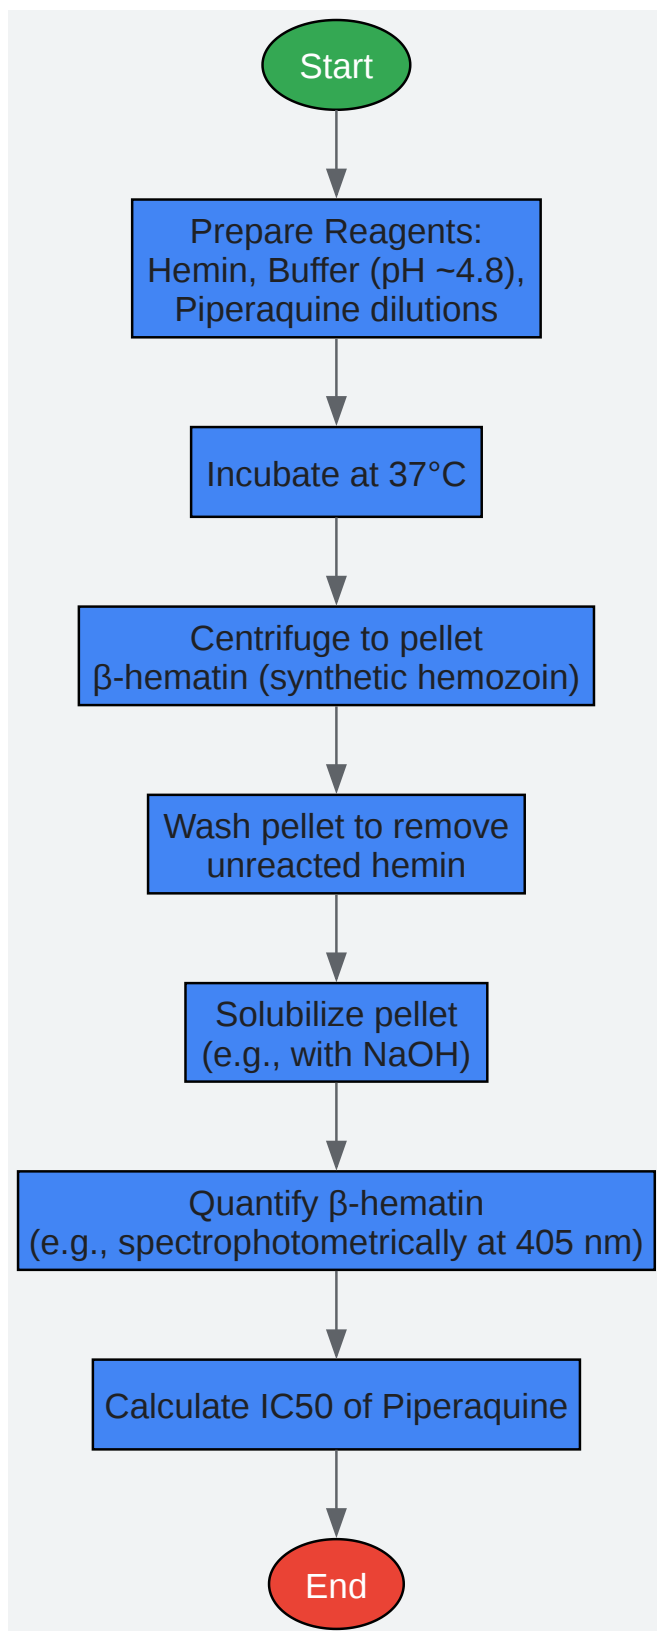 Start
Prepare Reagents:
Hemin, Buffer (pH ~4.8),
Piperaquine dilutions
Incubate at 37°C
Centrifuge to pellet
β-hematin (synthetic hemozoin)
Wash pellet to remove
unreacted hemin
Solubilize pellet
(e.g., with NaOH)
Quantify β-hematin
(e.g., spectrophotometrically at 405 nm)
Calculate IC50 of Piperaquine
End